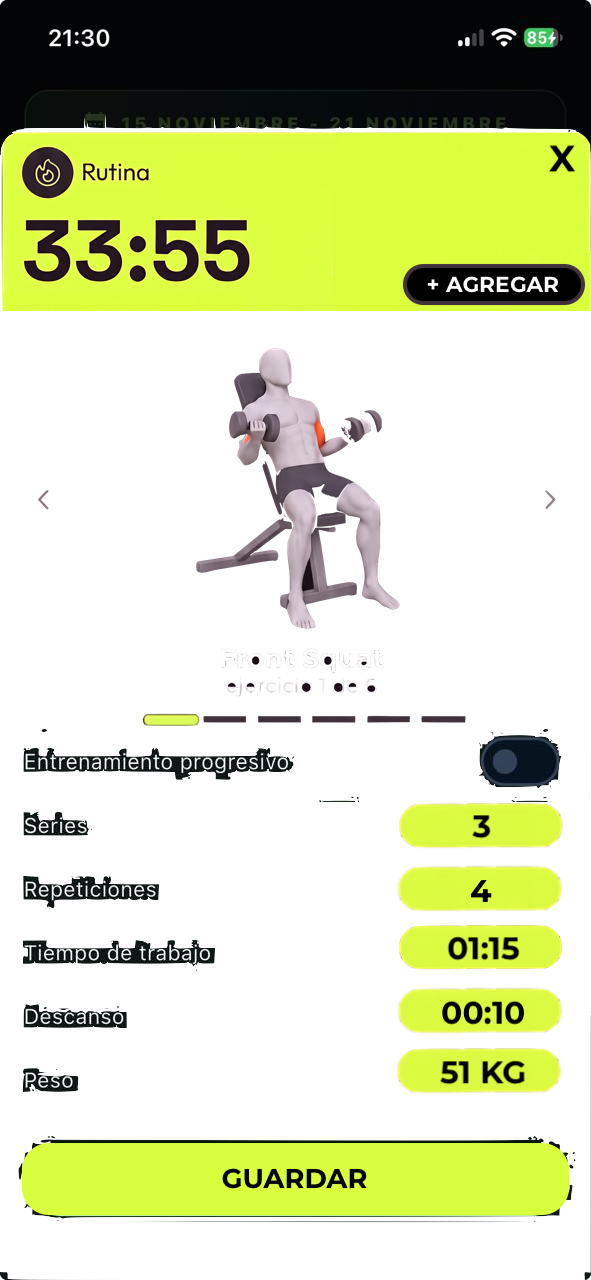 21:30
85
15 NOVIEMBRE - 21 NOVIEMBRE
Rutina
X
33:55
+ AGREGAR
Front Squat
ejercicio 1 de 6
Entrenamiento progresivo
Series 3
Repeticiones 4
Tiempo de trabajo 01:15
Descanso 00:10
Peso 51 KG
GUARDAR